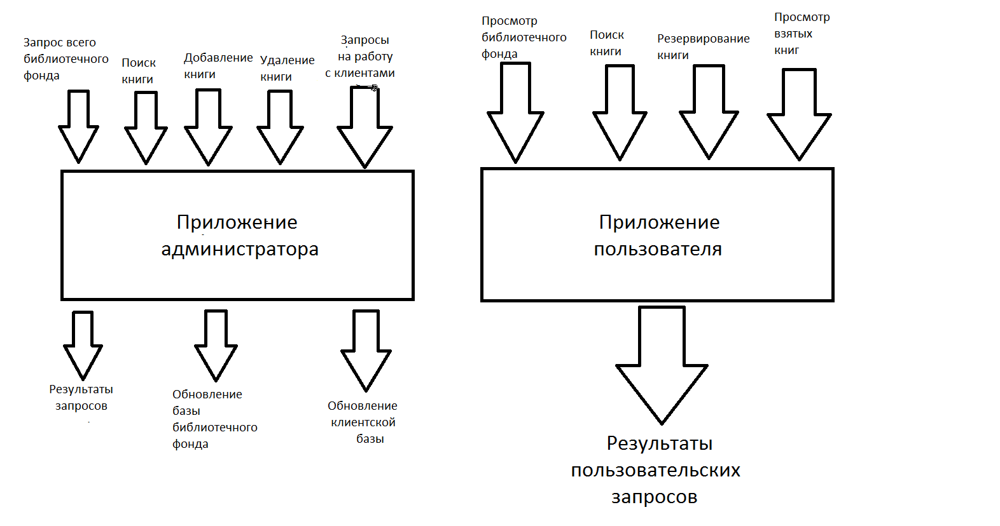 Запрос всего
библиотечного
фонда
Поиск
книги
Добавление
книги
Удаление
книги
Запросы
на работу
с клиентами
Приложение
администратора
Результаты
запросов
Обновление
базы
библиотечного
фонда
Обновление
клиентской
базы
Просмотр
библиотечного
фонда
Поиск
книги
Резервирование
книги
Просмотр
взятых
книг
Приложение
пользователя
Результаты
пользовательских
запросов